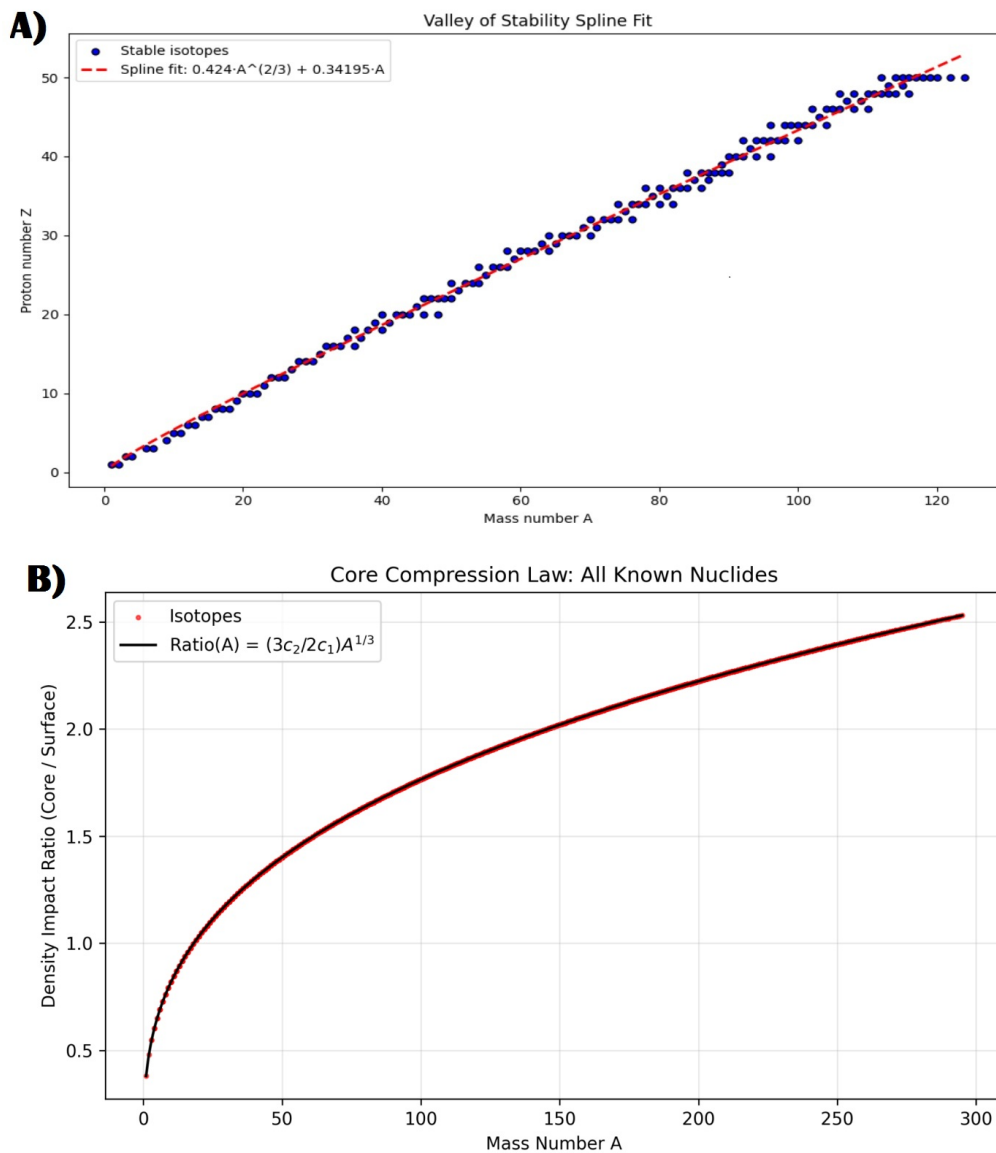 A)
Valley of Stability Spline Fit
Stable isotopes
Spline fit: 0.424·A^(2/3) + 0.34195·A
50
40
30
20
10
0
Proton number Z
0 20 40 60 80 100 120
Mass number A
B)
Core Compression Law: All Known Nuclides
Isotopes
Ratio(A) = (3c₂/2c₁)A¹ᐟ³
2.5
2.0
1.5
1.0
0.5
Density Impact Ratio (Core / Surface)
0 50 100 150 200 250 300
Mass Number A